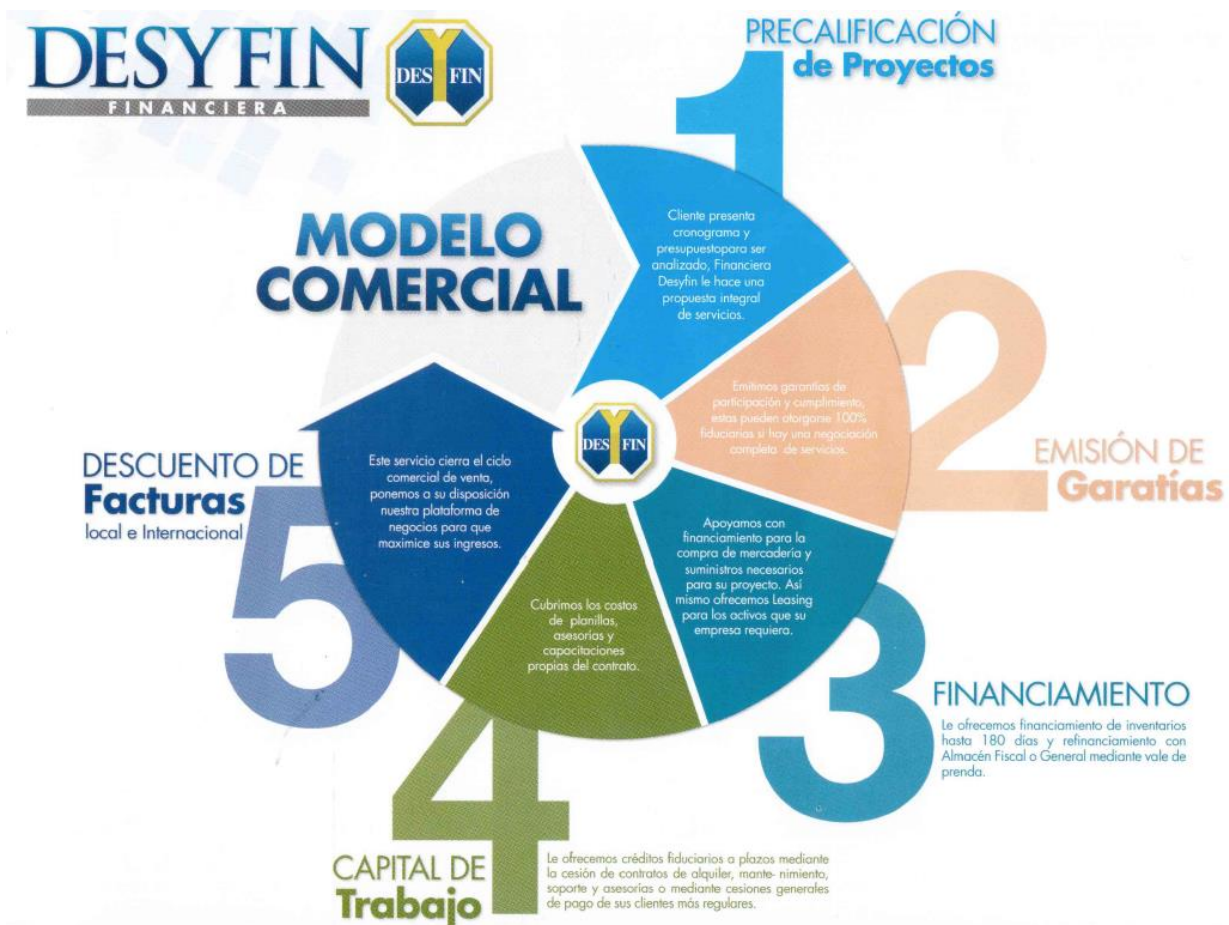 DESYFIN
FINANCIERA
DES Y FIN
MODELO
COMERCIAL
PRECALIFICACIÓN
de Proyectos
1
Cliente presenta
cronograma y
presupuestopara ser
analizado, Financiera
Desyfin le hace una
propuesta integral
de servicios.
2
EMISIÓN DE
Garatías
Emitimos garantías de
participación y cumplimiento,
estas pueden otorgarse 100%
fiduciarias si hay una negociación
completa de servicios.
3
Apoyamos con
financiamiento para la
compra de mercadería y
suministros necesarios
para su proyecto. Así
mismo ofrecemos Leasing
para los activos que su
empresa requiera.
FINANCIAMIENTO
Le ofrecemos financiamiento de inventarios
hasta 180 días y refinanciamiento con
Almacén Fiscal o General mediante vale de
prenda.
4
Cubrimos los costos
de planillas,
asesorías y
capacitaciones
propias del contrato.
CAPITAL DE
Trabajo
Le ofrecemos créditos fiduciarios a plazos mediante
la cesión de contratos de alquiler, mante- nimiento,
soporte y asesorías o mediante cesiones generales
de pago de sus clientes más regulares.
5
DESCUENTO DE
Facturas
local e Internacional
Este servicio cierra el ciclo
comercial de venta,
ponemos a su disposición
nuestra plataforma de
negocios para que
maximice sus ingresos.
DES Y FIN